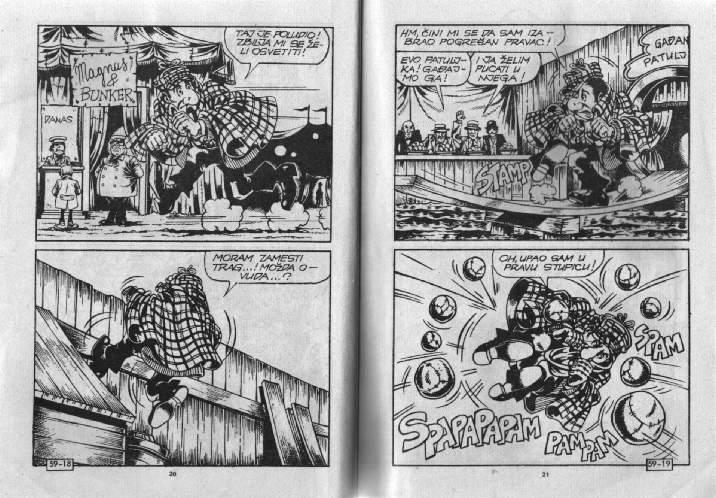 TAJ JE POLUDIO!
ZBILJA MI SE ŽE-
LI OSVETITI!
Magnus
&
BUNKER
DANAS
MORAM ZAMESTI
TRAG...! MOŽDA O-
VUDA...?
59-18
20
HM, ČINI MI SE DA SAM IZA-
BRAO POGREŠAN PRAVAC!
EVO PATULJ-
KA! GAĐAJ-
MO GA!
I JA ŽELIM
PUCATI U
NJEGA!
GAĐAN
PATULJ
STAMP
OH, UPAO SAM U
PRAVU STUPICU!
SPAM
SPAPAPAPAM
PAM
PAM
59-19
21